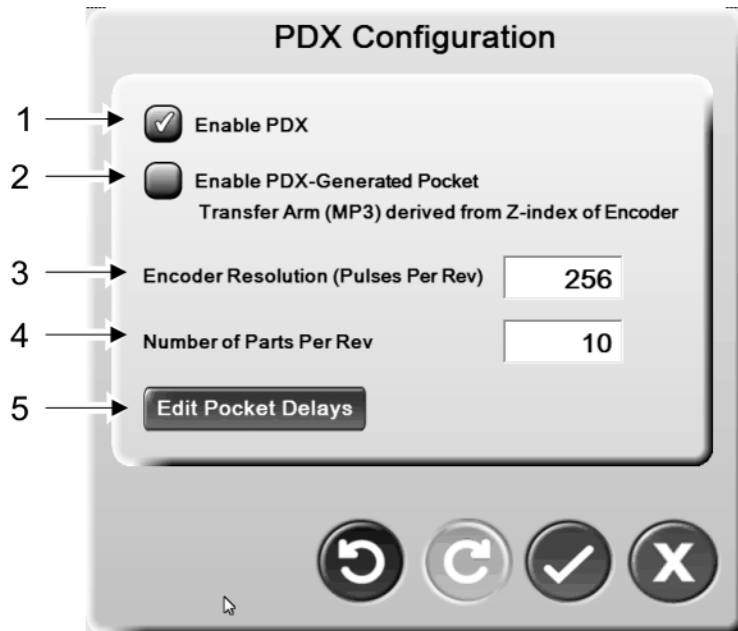 PDX Configuration
1
Enable PDX
2
Enable PDX-Generated Pocket
Transfer Arm (MP3) derived from Z-index of Encoder
3
Encoder Resolution (Pulses Per Rev) 256
4
Number of Parts Per Rev 10
5
Edit Pocket Delays